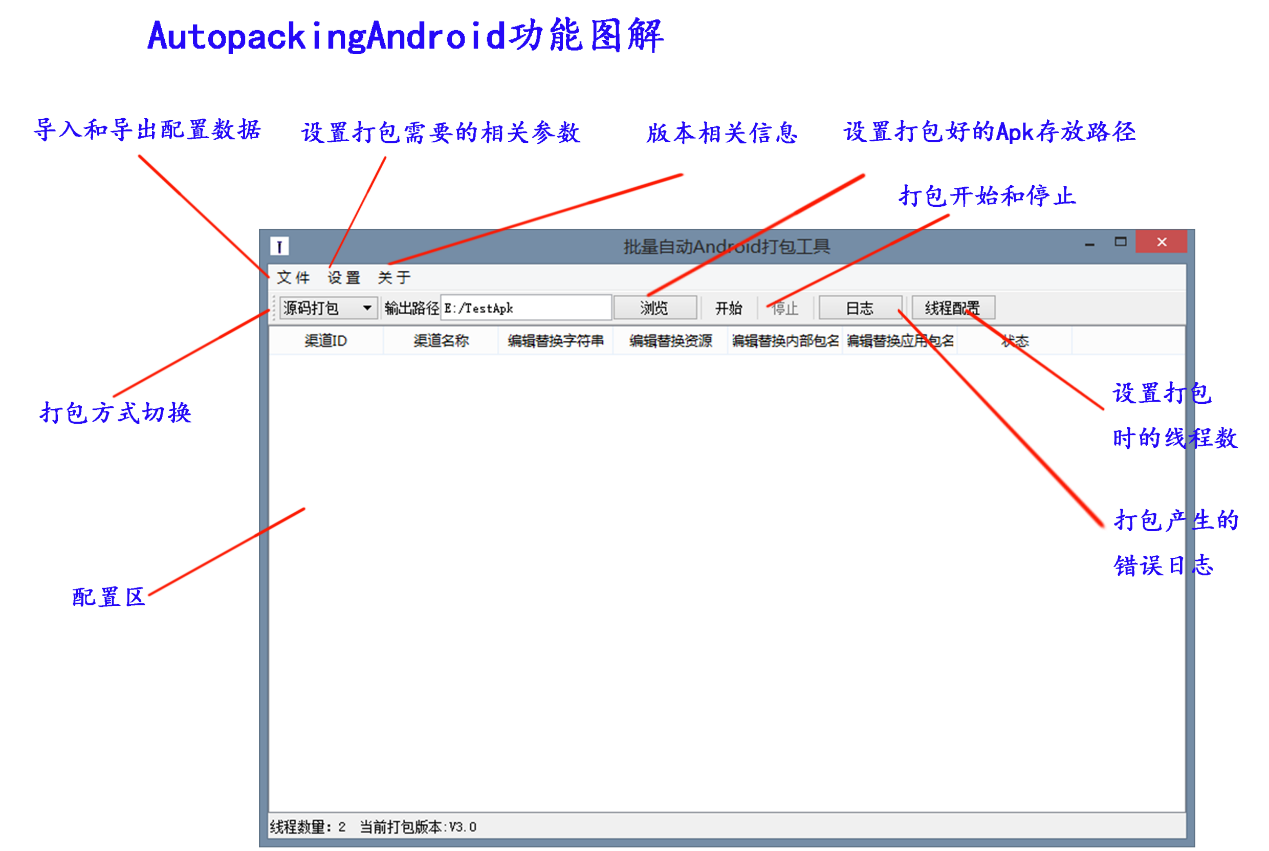 AutopackingAndroid功能图解
导入和导出配置数据
设置打包需要的相关参数
版本相关信息
设置打包好的Apk存放路径
打包开始和停止
T
批量自动Android打包工具
文件 设置 关于
源码打包 输出路径 E:/TestApk 浏览 开始 停止 日志 线程配置
渠道ID 渠道名称 编辑替换字符串 编辑替换资源 编辑替换内部包名 编辑替换应用包名 状态
打包方式切换
设置打包
时的线程数
打包产生的
错误日志
配置区
线程数量: 2 当前打包版本:V3.0